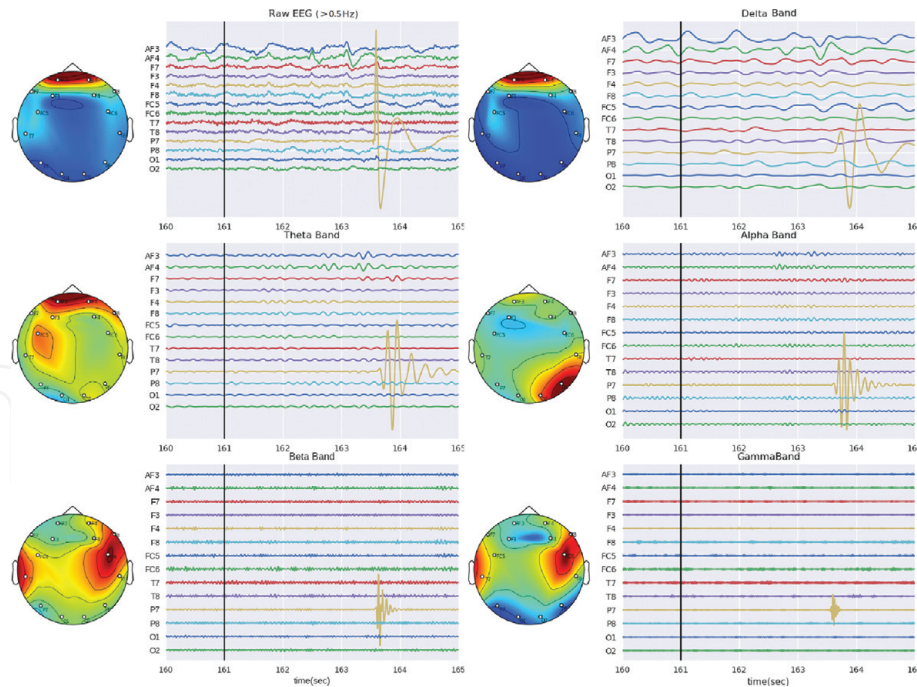 Raw EEG (>0.5Hz)
AF3
AF4
F7
F3
F4
F8
FC5
FC6
T7
T8
P7
P8
O1
O2
160 161 162 163 164 165
Delta Band
AF3
AF4
F7
F3
F4
F8
FC5
FC6
T7
T8
P7
P8
O1
O2
160 161 162 163 164
Theta Band
AF3
AF4
F7
F3
F4
F8
FC5
FC6
T7
T8
P7
P8
O1
O2
160 161 162 163 164 165
Alpha Band
AF3
AF4
F7
F3
F4
F8
FC5
FC6
T7
T8
P7
P8
O1
O2
160 161 162 163 164
Beta Band
AF3
AF4
F7
F3
F4
F8
FC5
FC6
T7
T8
P7
P8
O1
O2
160 161 162 163 164 165
time(sec)
GammaBand
AF3
AF4
F7
F3
F4
F8
FC5
FC6
T7
T8
P7
P8
O1
O2
160 161 162 163 164
time(sec)